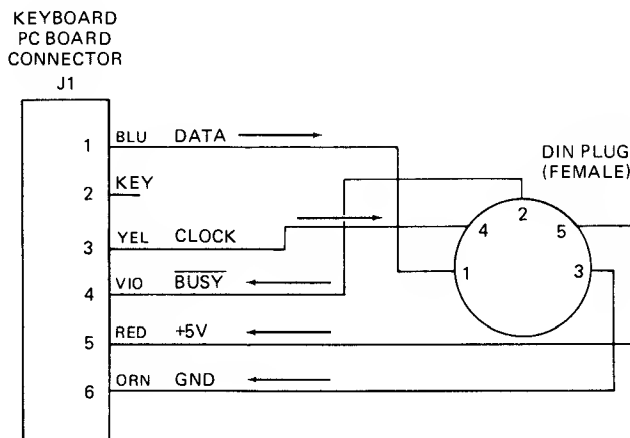 KEYBOARD
PC BOARD
CONNECTOR
J1
1 BLU DATA
2 KEY
3 YEL CLOCK
4 VIO BUSY
5 RED +5V
6 ORN GND
DIN PLUG
(FEMALE)
2
4 5
1 3